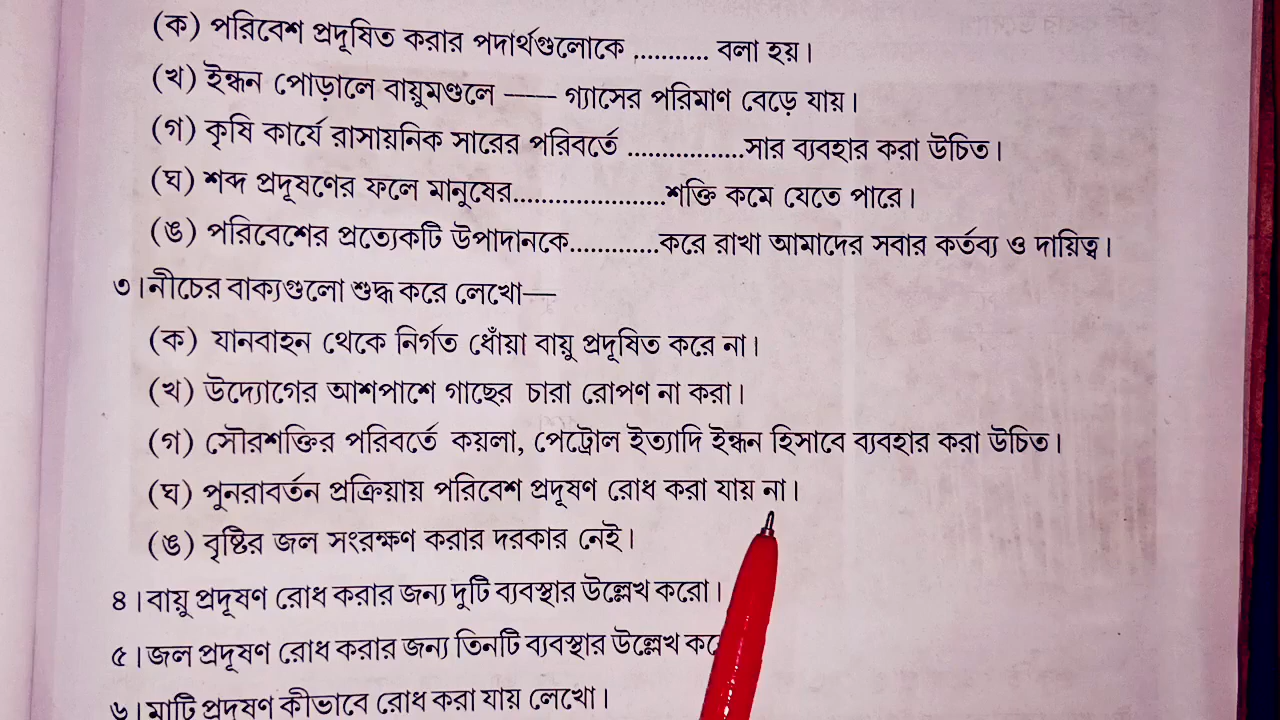 (ক) পরিবেশ প্রদূষিত করার পদার্থগুলোকে ........... বলা হয়।
(খ) ইন্ধন পোড়ালে বায়ুমণ্ডলে —— গ্যাসের পরিমাণ বেড়ে যায়।
(গ) কৃষি কার্যে রাসায়নিক সারের পরিবর্তে .................সার ব্যবহার করা উচিত।
(ঘ) শব্দ প্রদূষণের ফলে মানুষের......................শক্তি কমে যেতে পারে।
(ঙ) পরিবেশের প্রত্যেকটি উপাদানকে.............করে রাখা আমাদের সবার কর্তব্য ও দায়িত্ব।
৩।নীচের বাক্যগুলো শুদ্ধ করে লেখো—
(ক) যানবাহন থেকে নির্গত ধোঁয়া বায়ু প্রদূষিত করে না।
(খ) উদ্যোগের আশপাশে গাছের চারা রোপণ না করা।
(গ) সৌরশক্তির পরিবর্তে কয়লা, পেট্রোল ইত্যাদি ইন্ধন হিসাবে ব্যবহার করা উচিত।
(ঘ) পুনরাবর্তন প্রক্রিয়ায় পরিবেশ প্রদূষণ রোধ করা যায় না।
(ঙ) বৃষ্টির জল সংরক্ষণ করার দরকার নেই।
৪।বায়ু প্রদূষণ রোধ করার জন্য দুটি ব্যবস্থার উল্লেখ করো।
৫।জল প্রদূষণ রোধ করার জন্য তিনটি ব্যবস্থার উল্লেখ
৬।মাটি প্রদূষণ কীভাবে রোধ করা যায় লেখো।